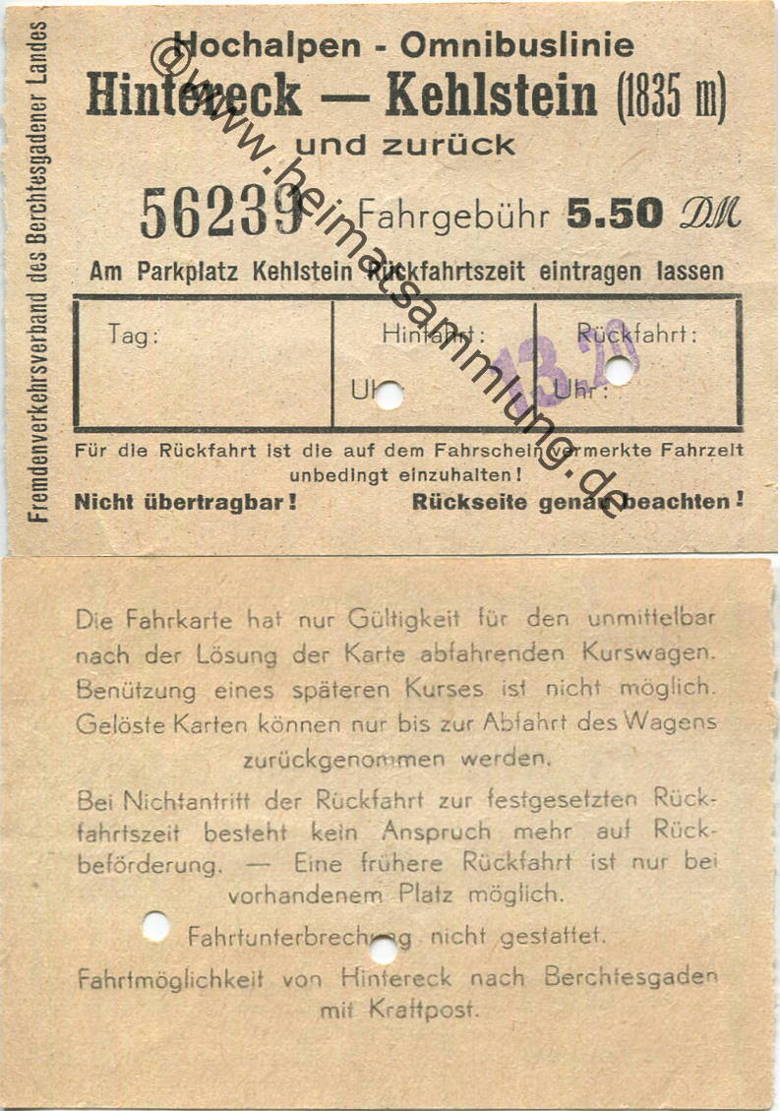 Fremdenverkehrsverband des Berchtesgadener Landes
Hochalpen - Omnibuslinie
Hintereck — Kehlstein (1835 m)
und zurück
56239 Fahrgebühr 5.50 DM
Am Parkplatz Kehlstein Rückfahrtszeit eintragen lassen
Tag: Hinfahrt: Rückfahrt:
Uhr Uhr:
13.20
Für die Rückfahrt ist die auf dem Fahrschein vermerkte Fahrzeit
unbedingt einzuhalten!
Nicht übertragbar! Rückseite genau beachten!
@www.heimatsammlung.de
Die Fahrkarte hat nur Gültigkeit für den unmittelbar
nach der Lösung der Karte abfahrenden Kurswagen.
Benützung eines späteren Kurses ist nicht möglich.
Gelöste Karten können nur bis zur Abfahrt des Wagens
zurückgenommen werden.
Bei Nichtantritt der Rückfahrt zur festgesetzten Rück-
fahrtszeit besteht kein Anspruch mehr auf Rück-
beförderung. — Eine frühere Rückfahrt ist nur bei
vorhandenem Platz möglich.
Fahrtunterbrechung nicht gestattet.
Fahrtmöglichkeit von Hintereck nach Berchtesgaden
mit Kraftpost.